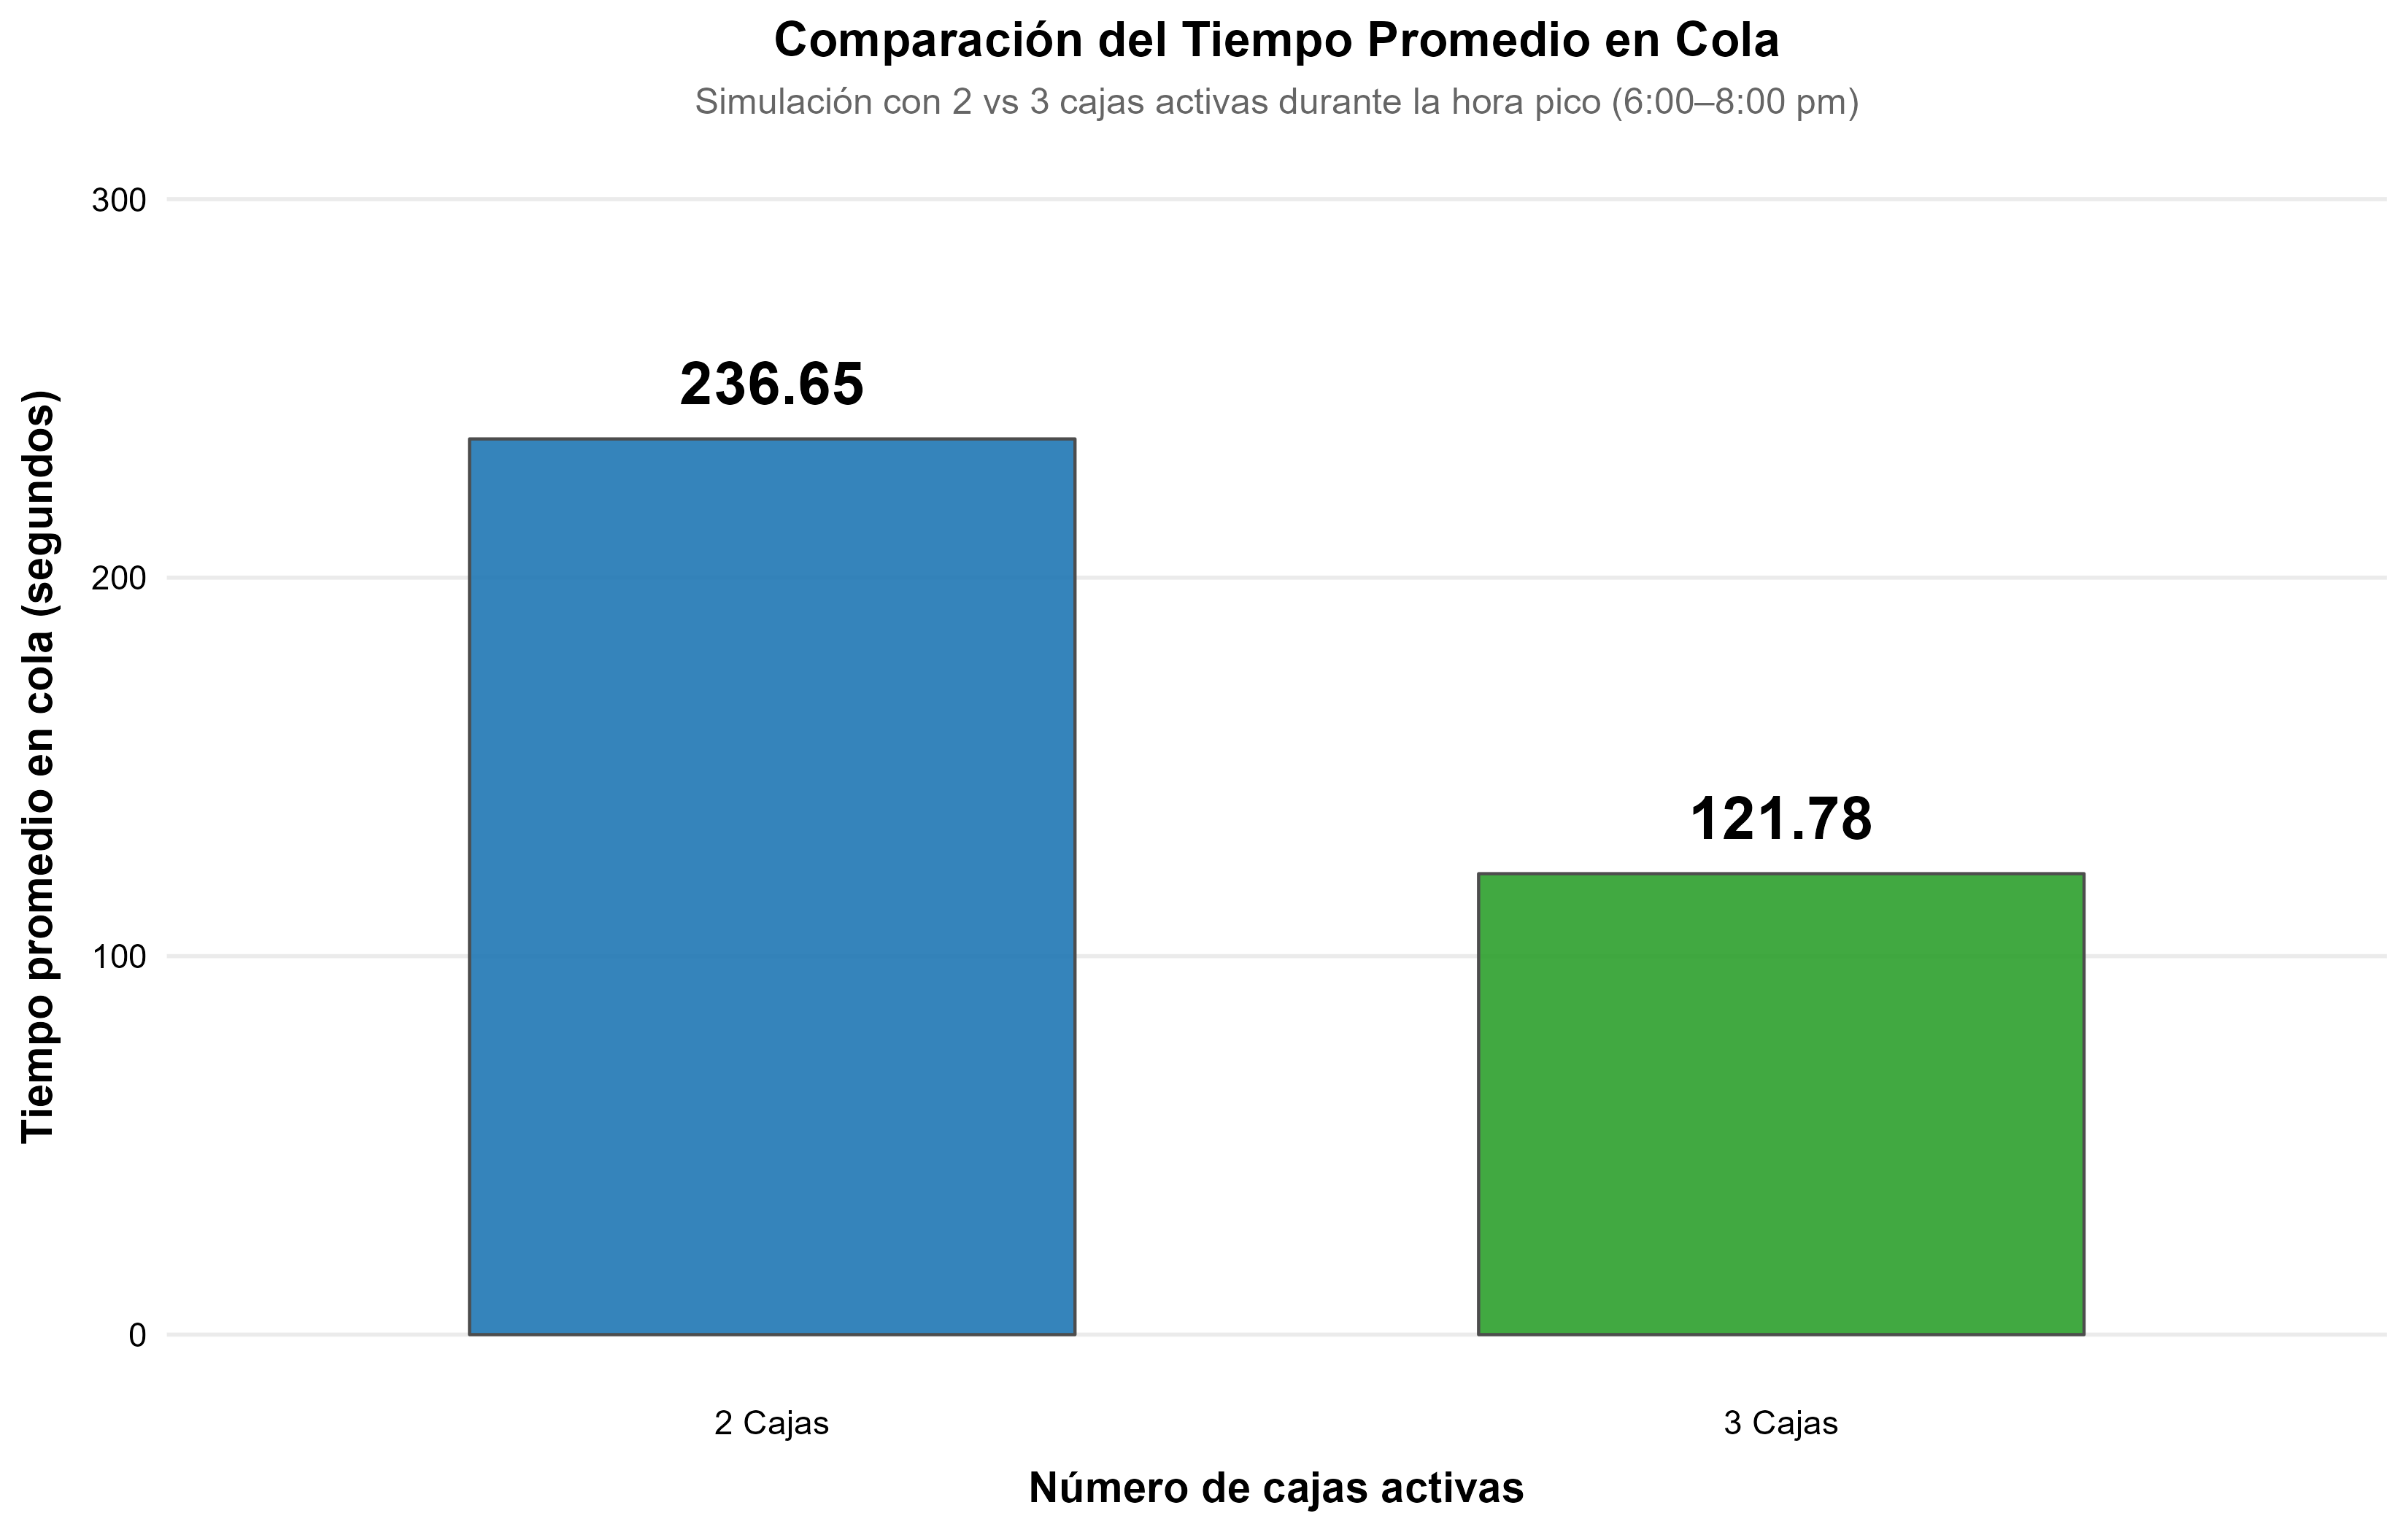 Comparación del Tiempo Promedio en Cola
Simulación con 2 vs 3 cajas activas durante la hora pico (6:00–8:00 pm)
Tiempo promedio en cola (segundos)
300
200
100
0
236.65
121.78
2 Cajas
3 Cajas
Número de cajas activas